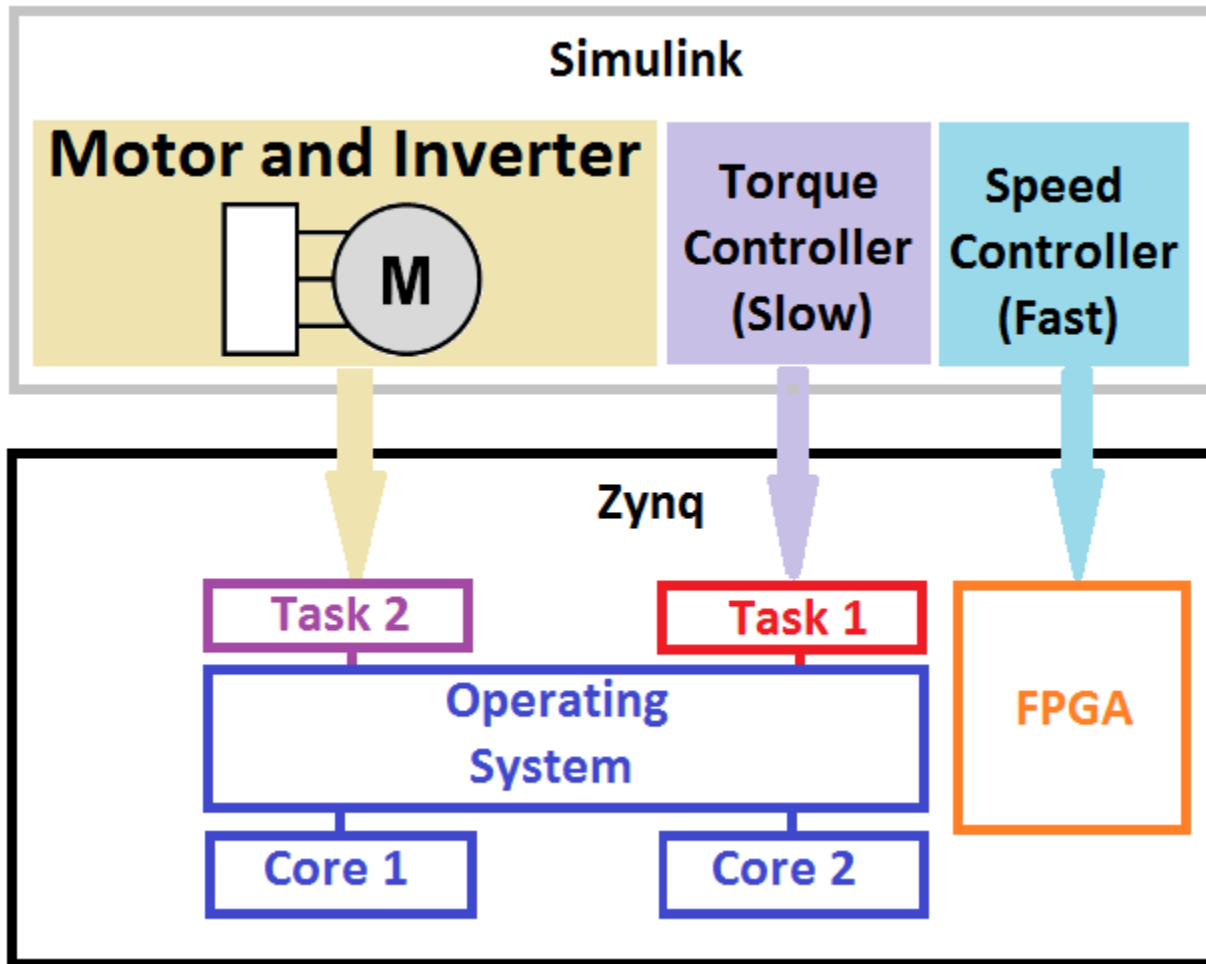 Simulink
Motor and Inverter
M
Torque
Controller
(Slow)
Speed
Controller
(Fast)
Zynq
Task 2
Task 1
Operating
System
FPGA
Core 1
Core 2